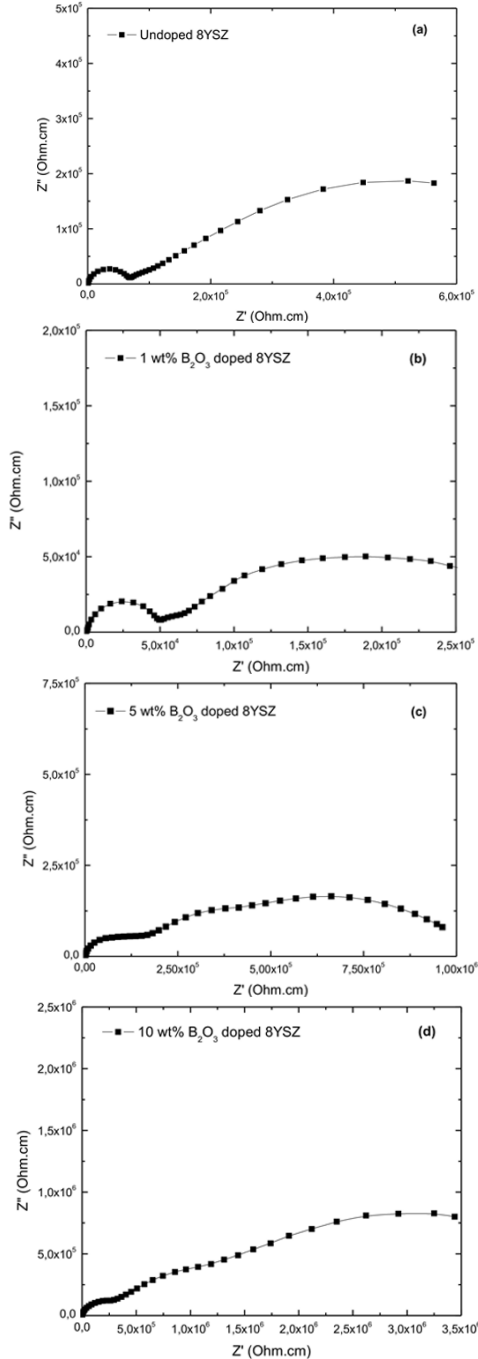 5x10⁵
Undoped 8YSZ
(a)
4x10⁵
3x10⁵
2x10⁵
1x10⁵
0,0
Z'' (Ohm.cm)
0,0 2,0x10⁵ 4,0x10⁵ 6,0x10⁵
Z' (Ohm.cm)
2,0x10⁵
1 wt% B₂O₃ doped 8YSZ
(b)
1,5x10⁵
1,0x10⁵
5,0x10⁴
0,0
Z'' (Ohm.cm)
0,0 5,0x10⁴ 1,0x10⁵ 1,5x10⁵ 2,0x10⁵ 2,5x10⁵
Z' (Ohm.cm)
7,5x10⁵
5 wt% B₂O₃ doped 8YSZ
(c)
5,0x10⁵
2,5x10⁵
0,0
Z'' (Ohm.cm)
0,0 2,50x10⁵ 5,00x10⁵ 7,50x10⁵ 1,00x10⁶
Z' (Ohm.cm)
2,5x10⁶
10 wt% B₂O₃ doped 8YSZ
(d)
2,0x10⁶
1,5x10⁶
1,0x10⁶
5,0x10⁵
0,0
Z'' (Ohm.cm)
0,0 5,0x10⁵ 1,0x10⁶ 1,5x10⁶ 2,0x10⁶ 2,5x10⁶ 3,0x10⁶ 3,5x10⁶
Z' (Ohm.cm)